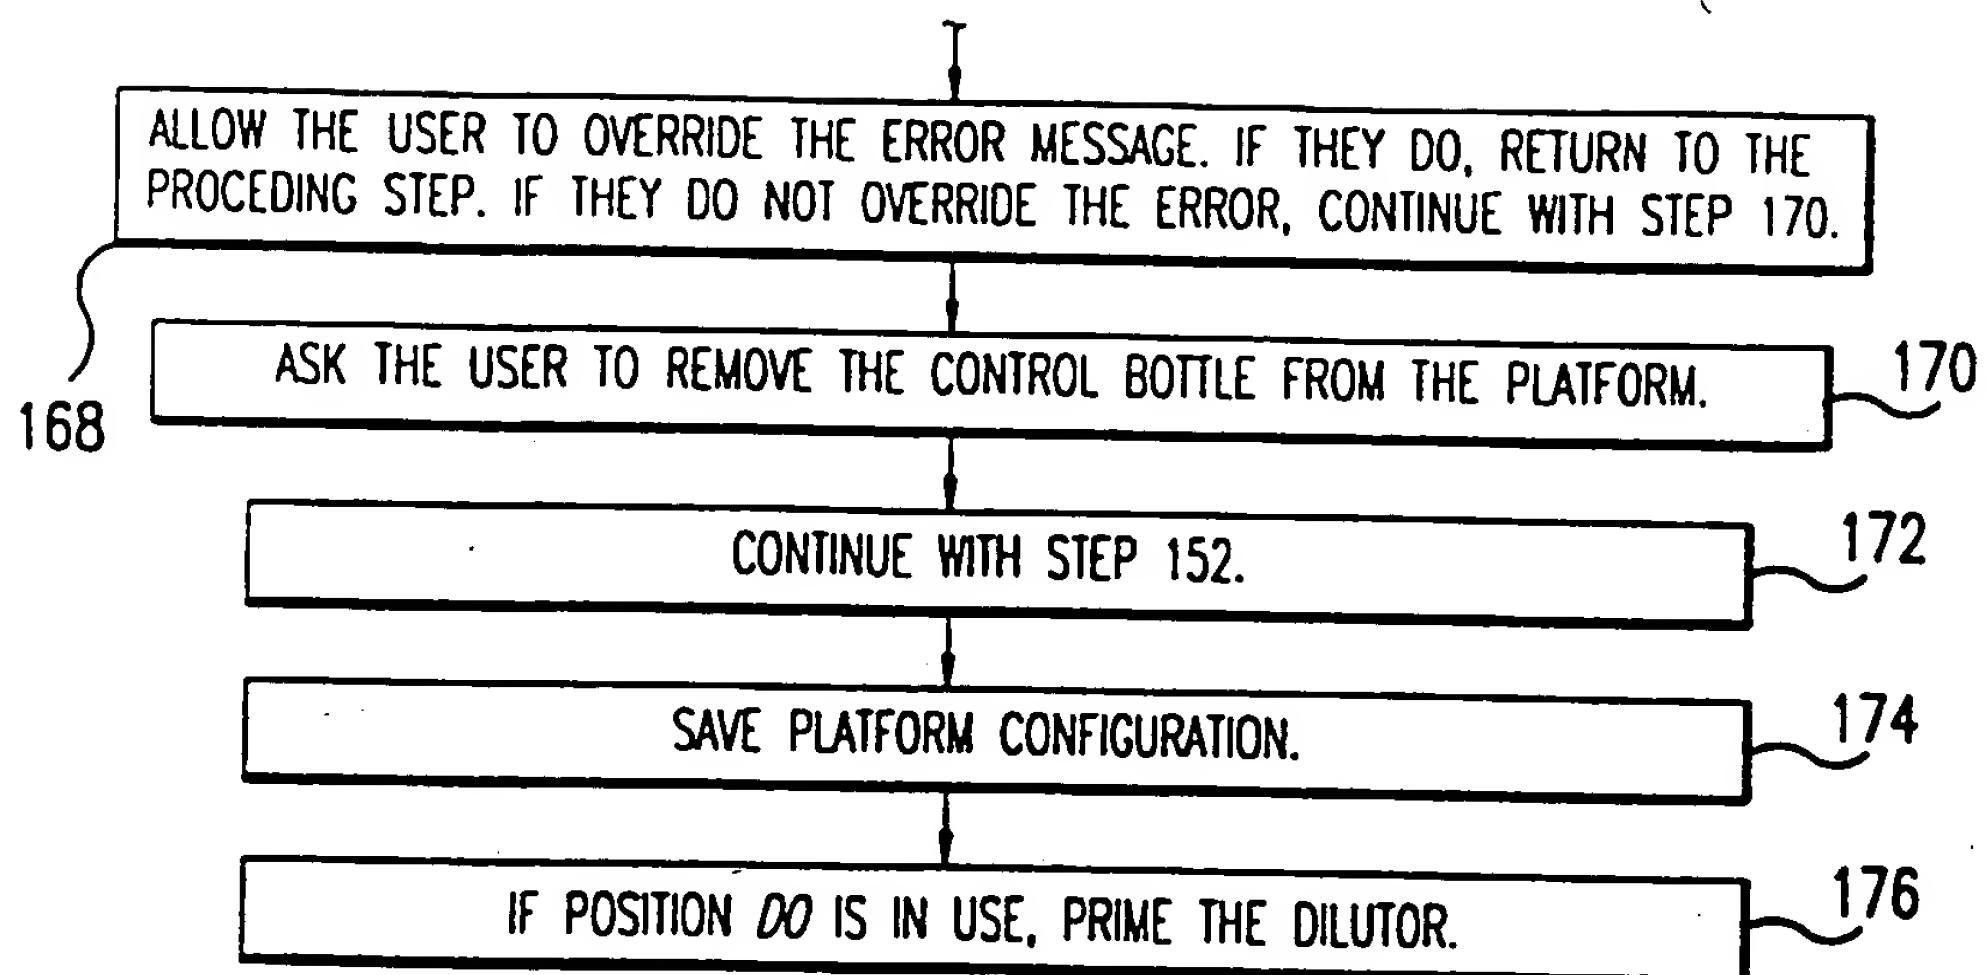 ALLOW THE USER TO OVERRIDE THE ERROR MESSAGE. IF THEY DO, RETURN TO THE
PROCEDING STEP. IF THEY DO NOT OVERRIDE THE ERROR, CONTINUE WITH STEP 170.
168
ASK THE USER TO REMOVE THE CONTROL BOTTLE FROM THE PLATFORM.
170
CONTINUE WITH STEP 152.
172
SAVE PLATFORM CONFIGURATION.
174
IF POSITION DO IS IN USE, PRIME THE DILUTOR.
176